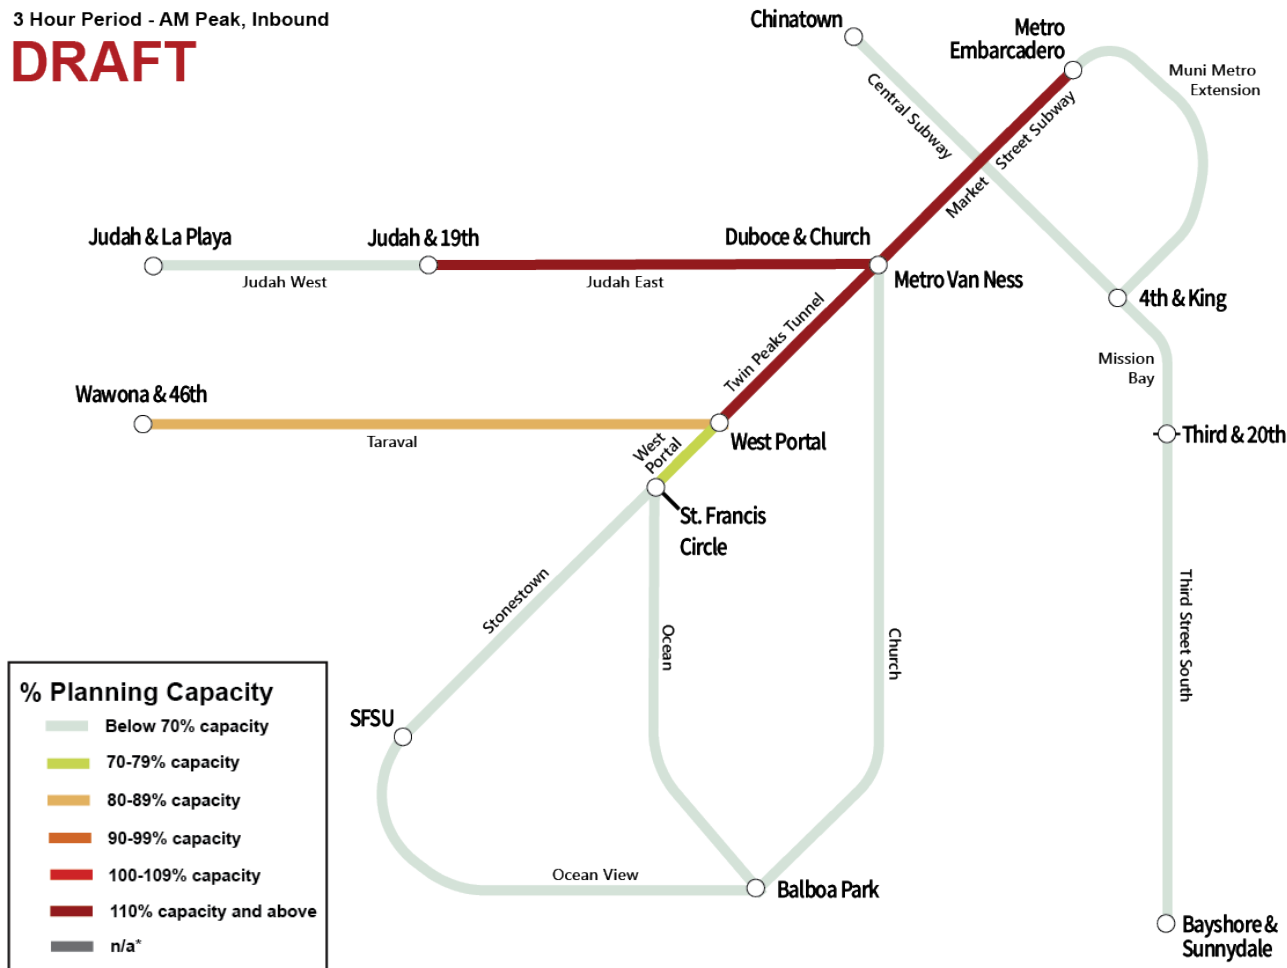 3 Hour Period - AM Peak, Inbound
DRAFT
Chinatown
Metro
Embarcadero
Muni Metro
Extension
Central Subway
Market Street Subway
Judah & La Playa
Judah & 19th
Duboce & Church
Judah West
Judah East
Metro Van Ness
4th & King
Twin Peaks Tunnel
Mission
Bay
Wawona & 46th
Taraval
West
Portal
West Portal
Third & 20th
St. Francis
Circle
Stonestown
Ocean
Church
Third Street South
SFSU
Ocean View
Balboa Park
Bayshore &
Sunnydale
% Planning Capacity
Below 70% capacity
70-79% capacity
80-89% capacity
90-99% capacity
100-109% capacity
110% capacity and above
n/a*